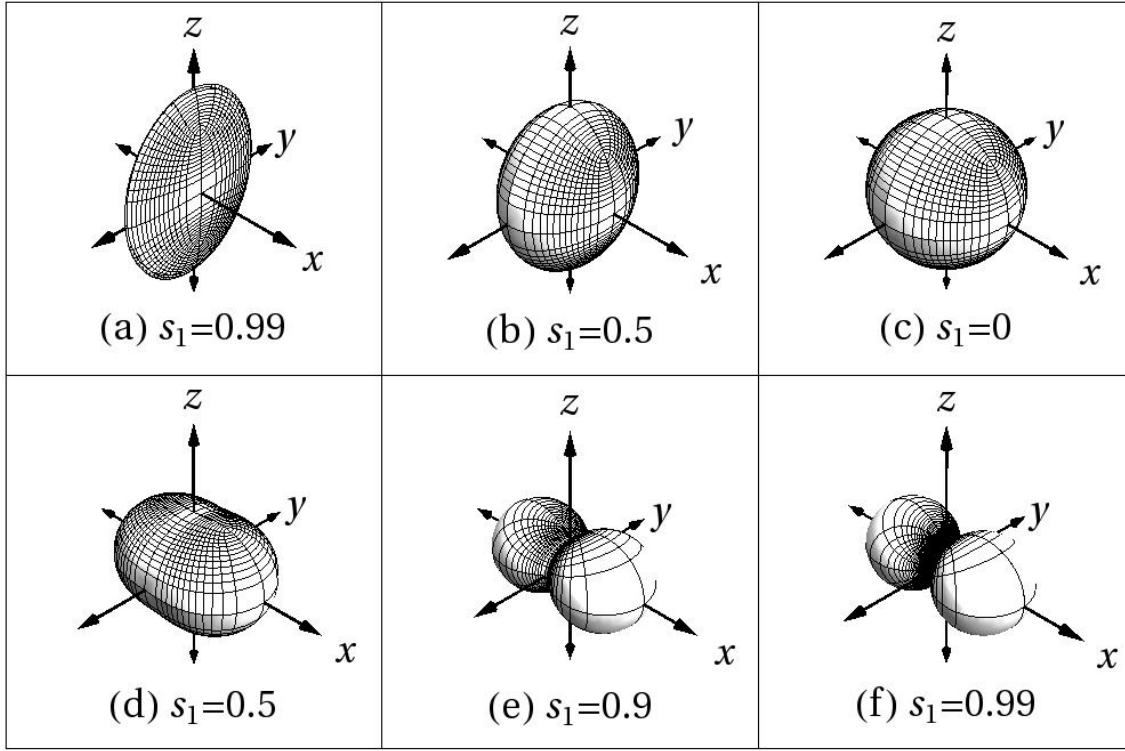 z
y
x
(a) s₁=0.99
z
y
x
(b) s₁=0.5
z
y
x
(c) s₁=0
z
y
x
(d) s₁=0.5
z
y
x
(e) s₁=0.9
z
y
x
(f) s₁=0.99